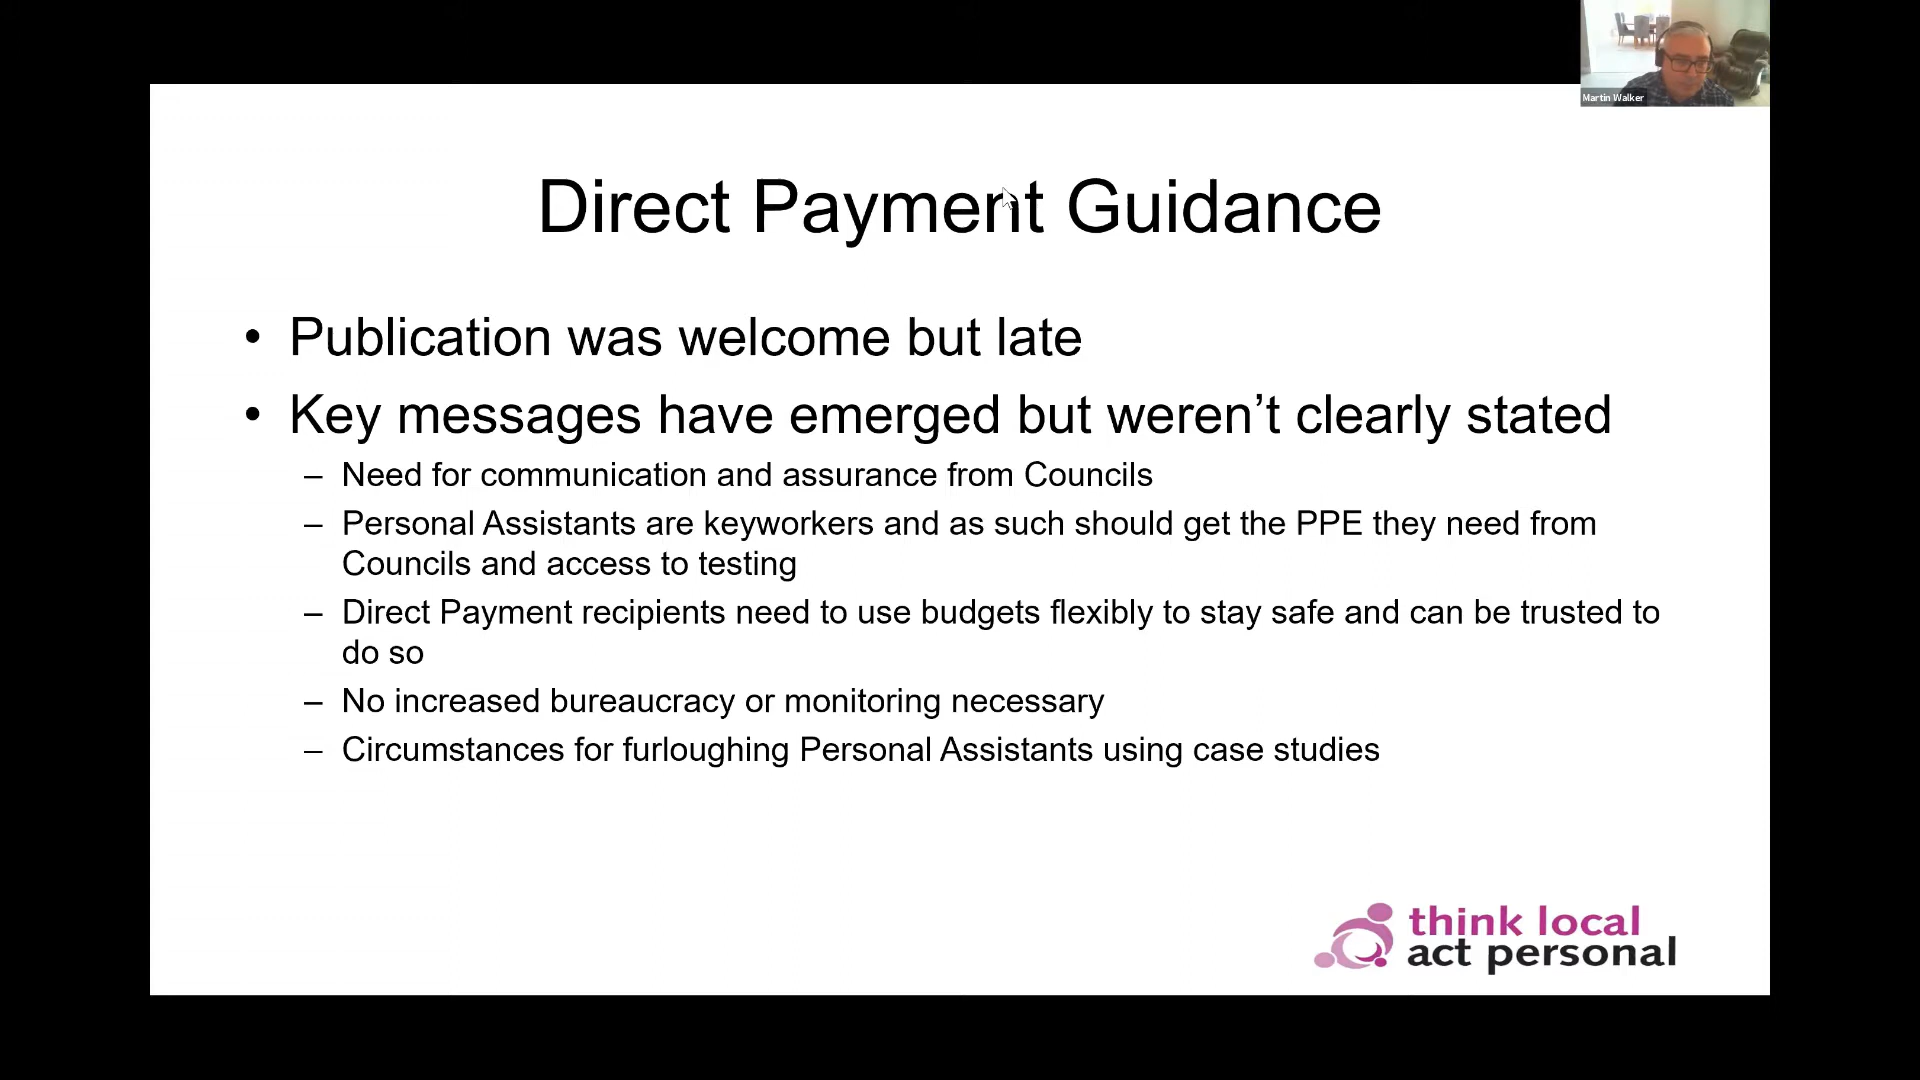 Martin Walker
Direct Payment Guidance
• Publication was welcome but late
• Key messages have emerged but weren’t clearly stated
– Need for communication and assurance from Councils
– Personal Assistants are keyworkers and as such should get the PPE they need from
Councils and access to testing
– Direct Payment recipients need to use budgets flexibly to stay safe and can be trusted to
do so
– No increased bureaucracy or monitoring necessary
– Circumstances for furloughing Personal Assistants using case studies
think local
act personal